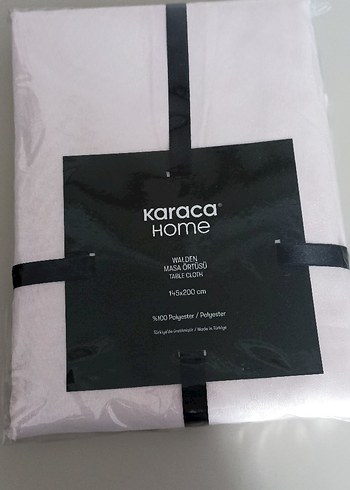 Karaca®
HOME
WALDEN
MASA ÖRTÜSÜ
TABLE CLOTH
145x200 cm
%100 Polyester / Polyester
Türkiye'de üretilmiştir / Made in Türkiye